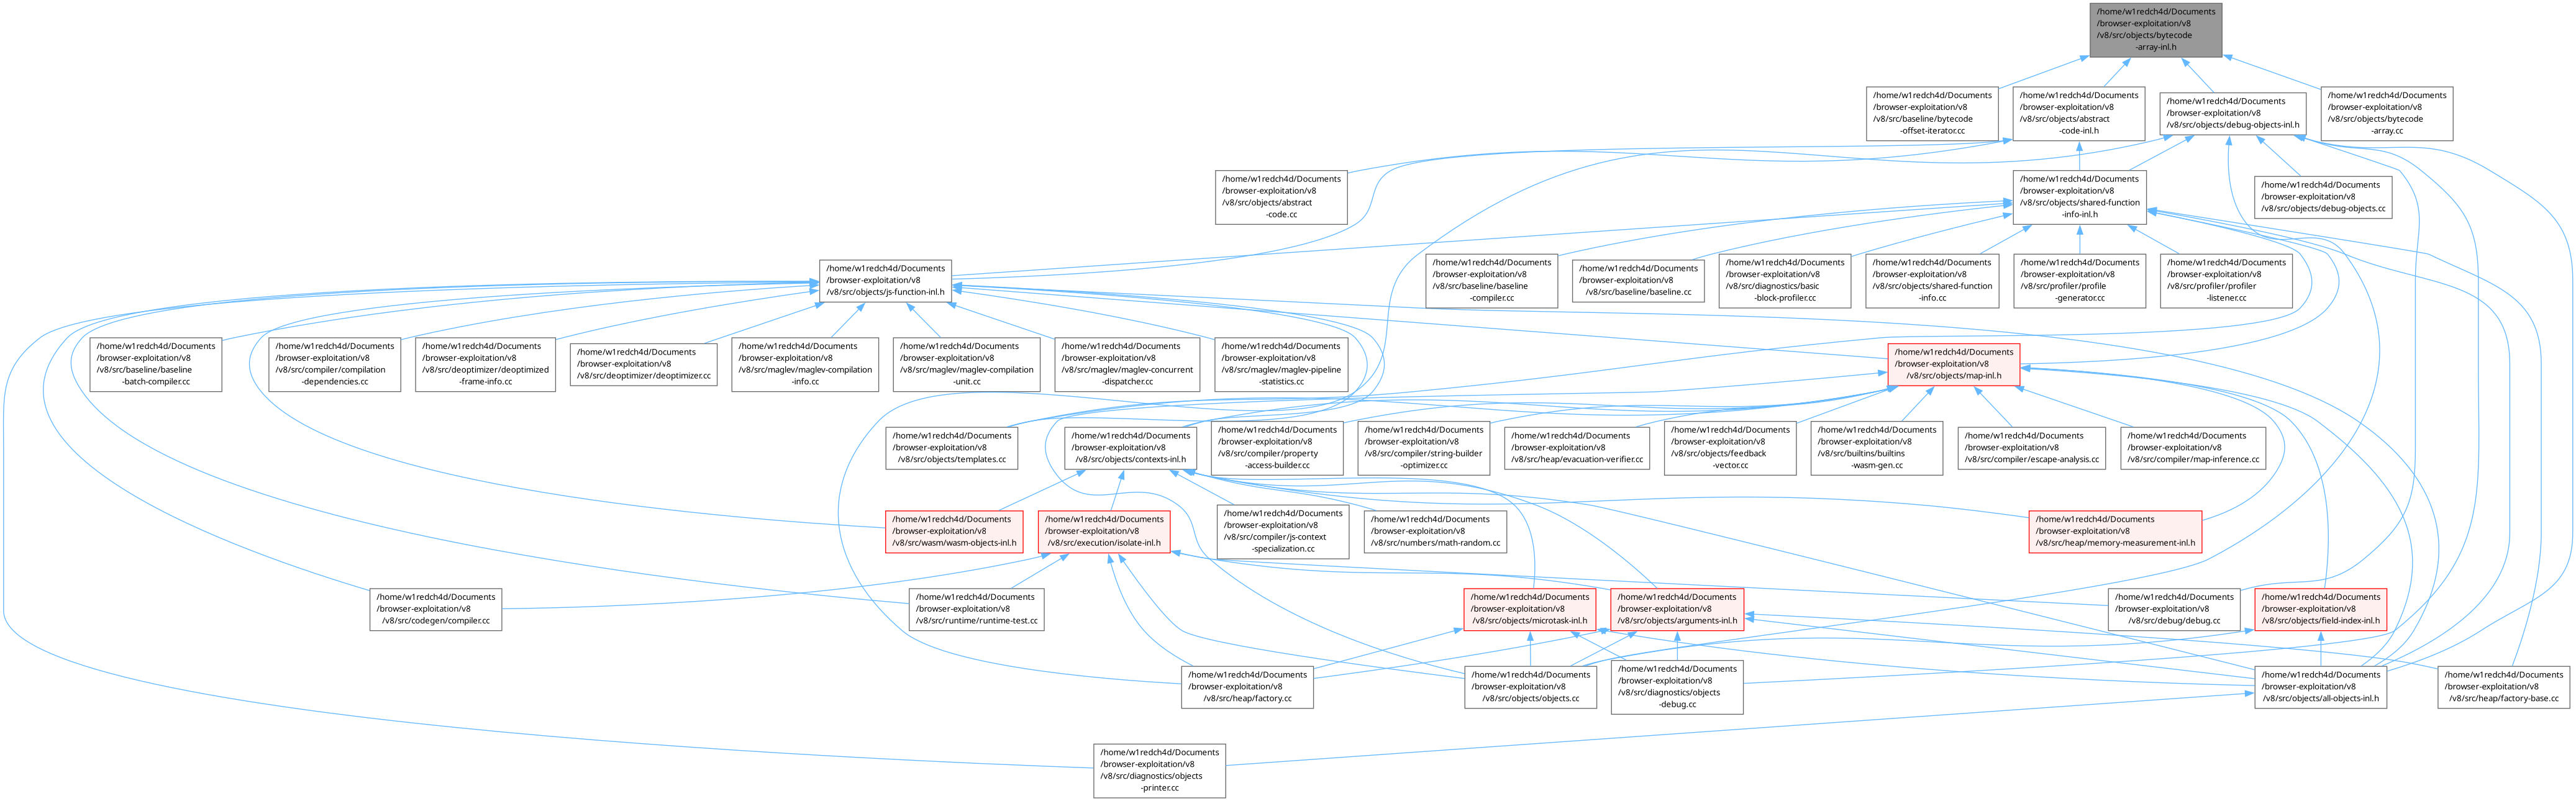 /home/w1redch4d/Documents
/browser-exploitation/v8
/v8/src/objects/bytecode
-array-inl.h
/home/w1redch4d/Documents
/browser-exploitation/v8
/v8/src/baseline/bytecode
-offset-iterator.cc
/home/w1redch4d/Documents
/browser-exploitation/v8
/v8/src/objects/abstract
-code-inl.h
/home/w1redch4d/Documents
/browser-exploitation/v8
/v8/src/objects/debug-objects-inl.h
/home/w1redch4d/Documents
/browser-exploitation/v8
/v8/src/objects/bytecode
-array.cc
/home/w1redch4d/Documents
/browser-exploitation/v8
/v8/src/objects/abstract
-code.cc
/home/w1redch4d/Documents
/browser-exploitation/v8
/v8/src/objects/shared-function
-info-inl.h
/home/w1redch4d/Documents
/browser-exploitation/v8
/v8/src/objects/debug-objects.cc
/home/w1redch4d/Documents
/browser-exploitation/v8
/v8/src/objects/js-function-inl.h
/home/w1redch4d/Documents
/browser-exploitation/v8
/v8/src/baseline/baseline
-compiler.cc
/home/w1redch4d/Documents
/browser-exploitation/v8
/v8/src/baseline/baseline.cc
/home/w1redch4d/Documents
/browser-exploitation/v8
/v8/src/diagnostics/basic
-block-profiler.cc
/home/w1redch4d/Documents
/browser-exploitation/v8
/v8/src/objects/shared-function
-info.cc
/home/w1redch4d/Documents
/browser-exploitation/v8
/v8/src/profiler/profile
-generator.cc
/home/w1redch4d/Documents
/browser-exploitation/v8
/v8/src/profiler/profiler
-listener.cc
/home/w1redch4d/Documents
/browser-exploitation/v8
/v8/src/baseline/baseline
-batch-compiler.cc
/home/w1redch4d/Documents
/browser-exploitation/v8
/v8/src/compiler/compilation
-dependencies.cc
/home/w1redch4d/Documents
/browser-exploitation/v8
/v8/src/deoptimizer/deoptimized
-frame-info.cc
/home/w1redch4d/Documents
/browser-exploitation/v8
/v8/src/deoptimizer/deoptimizer.cc
/home/w1redch4d/Documents
/browser-exploitation/v8
/v8/src/maglev/maglev-compilation
-info.cc
/home/w1redch4d/Documents
/browser-exploitation/v8
/v8/src/maglev/maglev-compilation
-unit.cc
/home/w1redch4d/Documents
/browser-exploitation/v8
/v8/src/maglev/maglev-concurrent
-dispatcher.cc
/home/w1redch4d/Documents
/browser-exploitation/v8
/v8/src/maglev/maglev-pipeline
-statistics.cc
/home/w1redch4d/Documents
/browser-exploitation/v8
/v8/src/objects/map-inl.h
/home/w1redch4d/Documents
/browser-exploitation/v8
/v8/src/objects/templates.cc
/home/w1redch4d/Documents
/browser-exploitation/v8
/v8/src/objects/contexts-inl.h
/home/w1redch4d/Documents
/browser-exploitation/v8
/v8/src/compiler/property
-access-builder.cc
/home/w1redch4d/Documents
/browser-exploitation/v8
/v8/src/compiler/string-builder
-optimizer.cc
/home/w1redch4d/Documents
/browser-exploitation/v8
/v8/src/heap/evacuation-verifier.cc
/home/w1redch4d/Documents
/browser-exploitation/v8
/v8/src/objects/feedback
-vector.cc
/home/w1redch4d/Documents
/browser-exploitation/v8
/v8/src/builtins/builtins
-wasm-gen.cc
/home/w1redch4d/Documents
/browser-exploitation/v8
/v8/src/compiler/escape-analysis.cc
/home/w1redch4d/Documents
/browser-exploitation/v8
/v8/src/compiler/map-inference.cc
/home/w1redch4d/Documents
/browser-exploitation/v8
/v8/src/wasm/wasm-objects-inl.h
/home/w1redch4d/Documents
/browser-exploitation/v8
/v8/src/execution/isolate-inl.h
/home/w1redch4d/Documents
/browser-exploitation/v8
/v8/src/compiler/js-context
-specialization.cc
/home/w1redch4d/Documents
/browser-exploitation/v8
/v8/src/numbers/math-random.cc
/home/w1redch4d/Documents
/browser-exploitation/v8
/v8/src/heap/memory-measurement-inl.h
/home/w1redch4d/Documents
/browser-exploitation/v8
/v8/src/codegen/compiler.cc
/home/w1redch4d/Documents
/browser-exploitation/v8
/v8/src/runtime/runtime-test.cc
/home/w1redch4d/Documents
/browser-exploitation/v8
/v8/src/objects/microtask-inl.h
/home/w1redch4d/Documents
/browser-exploitation/v8
/v8/src/objects/arguments-inl.h
/home/w1redch4d/Documents
/browser-exploitation/v8
/v8/src/debug/debug.cc
/home/w1redch4d/Documents
/browser-exploitation/v8
/v8/src/objects/field-index-inl.h
/home/w1redch4d/Documents
/browser-exploitation/v8
/v8/src/heap/factory.cc
/home/w1redch4d/Documents
/browser-exploitation/v8
/v8/src/objects/objects.cc
/home/w1redch4d/Documents
/browser-exploitation/v8
/v8/src/diagnostics/objects
-debug.cc
/home/w1redch4d/Documents
/browser-exploitation/v8
/v8/src/objects/all-objects-inl.h
/home/w1redch4d/Documents
/browser-exploitation/v8
/v8/src/heap/factory-base.cc
/home/w1redch4d/Documents
/browser-exploitation/v8
/v8/src/diagnostics/objects
-printer.cc